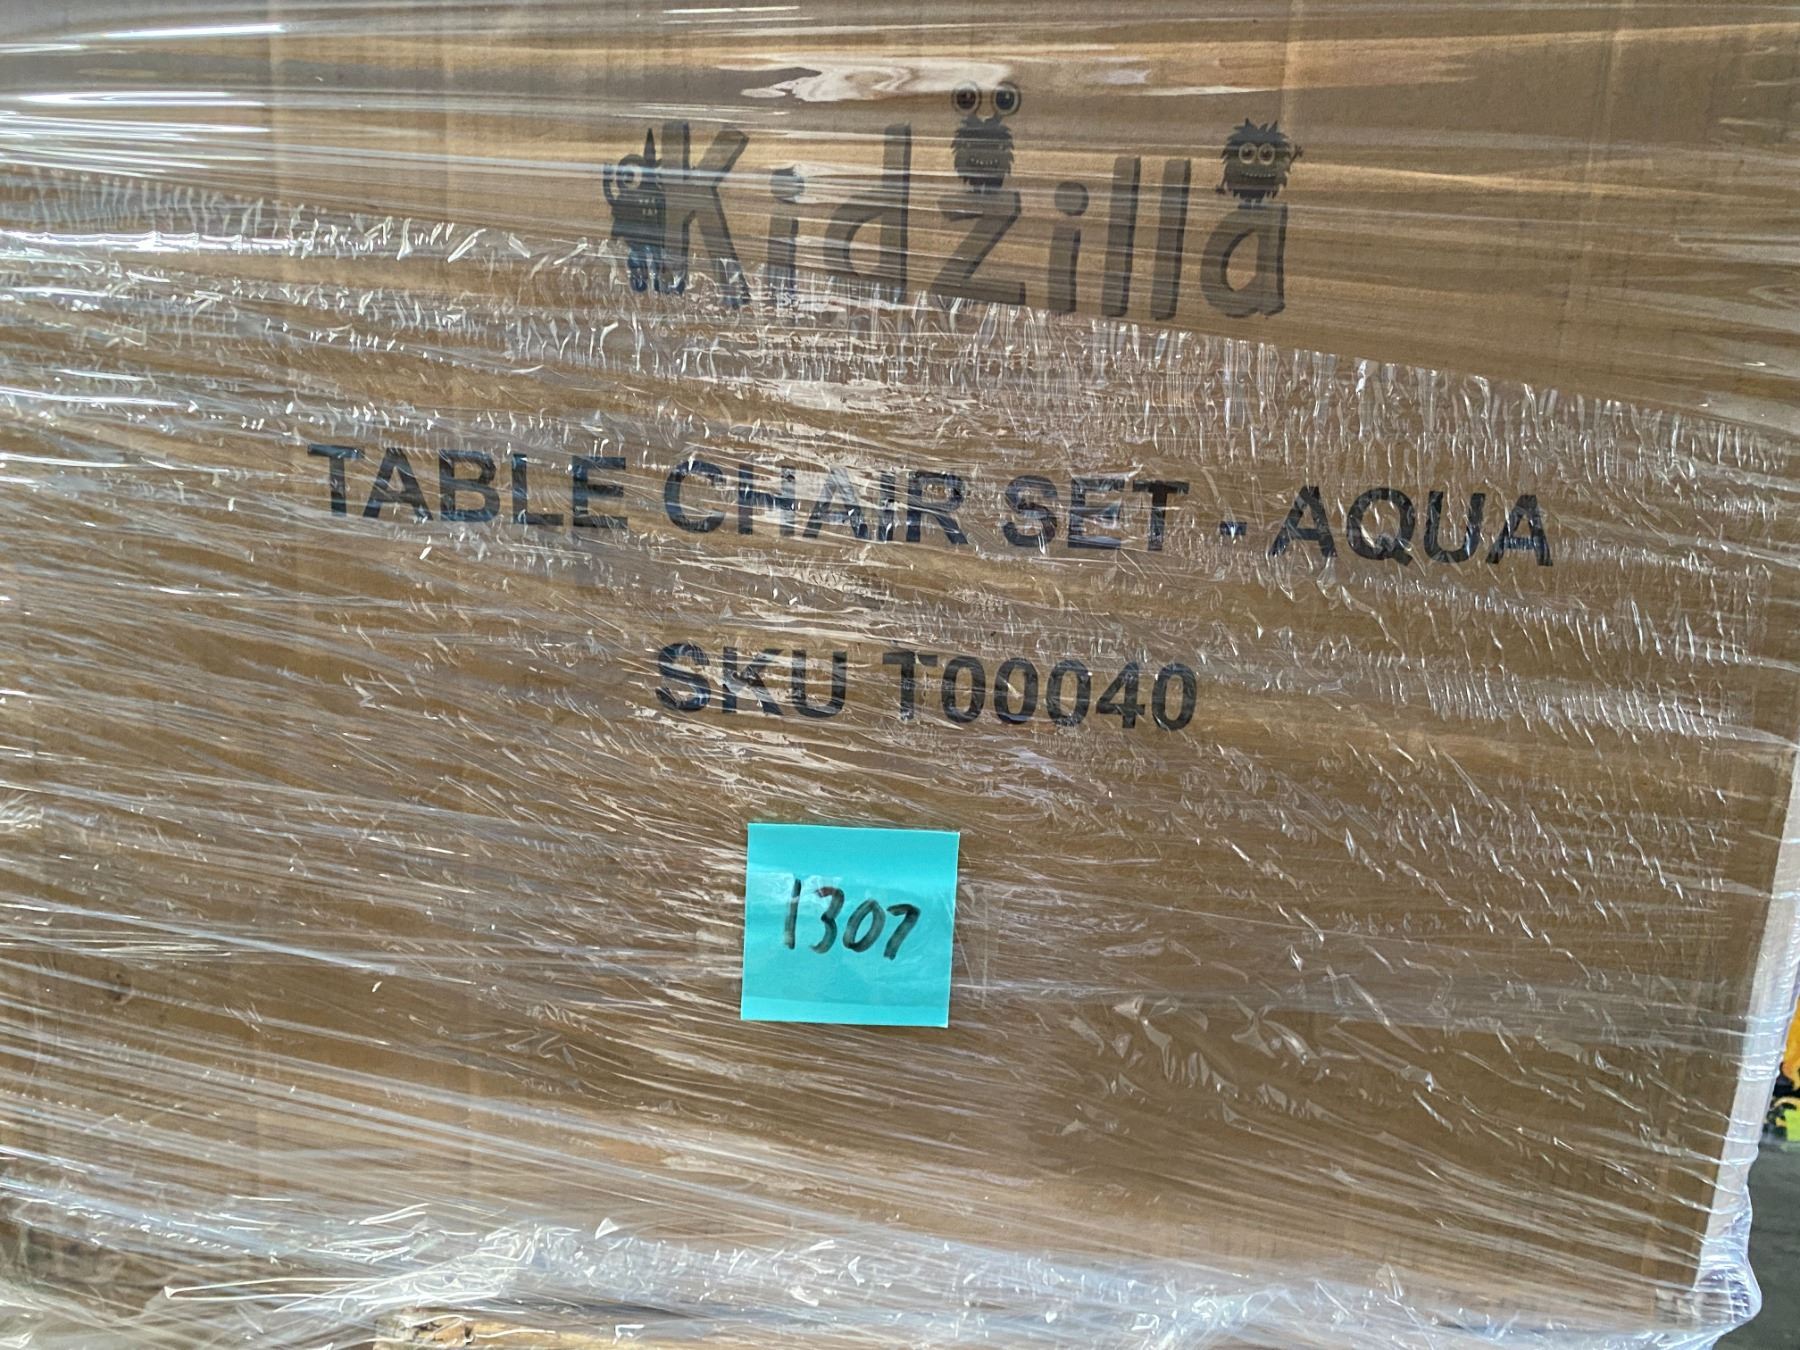 Kidzilla
TABLE CHAIR SET - AQUA
SKU T00040
1307